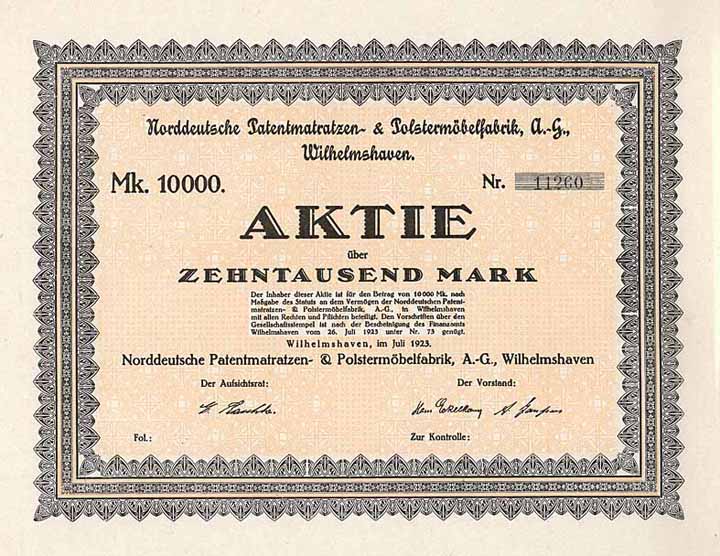 Norddeutsche Patentmatratzen- & Polstermöbelfabrik, A.-G.,
Wilhelmshaven.
Mk. 10000. Nr. 11260
AKTIE
über
ZEHNTAUSEND MARK
Der Inhaber dieser Aktie ist für den Betrag von 10000 Mk. nach
Maßgabe des Statuts an dem Vermögen der Norddeutschen Patent-
matratzen- & Polstermöbelfabrik, A.-G., in Wilhelmshaven
mit allen Rechten und Pflichten beteiligt. Den Vorschriften über den
Gesellschaftsstempel ist nach der Bescheinigung des Finanzamts
Wilhelmshaven vom 26. Juli 1923 unter Nr. 73 genügt.
Wilhelmshaven, im Juli 1923.
Norddeutsche Patentmatratzen- & Polstermöbelfabrik, A.-G., Wilhelmshaven
Der Aufsichtsrat: Der Vorstand:
Fol.: Zur Kontrolle: